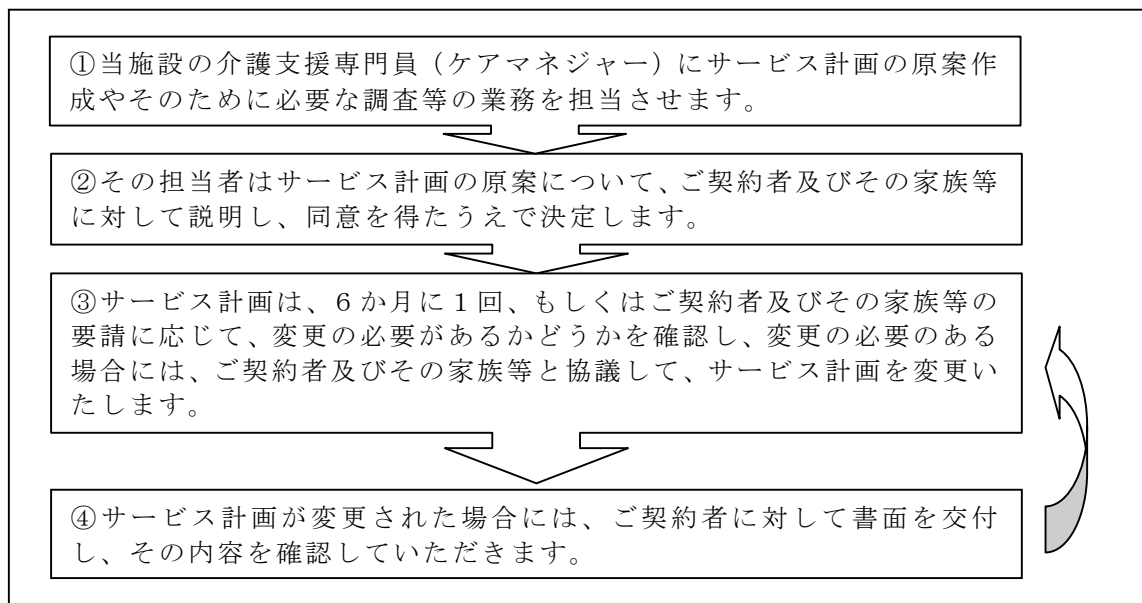 ①当施設の介護支援専門員（ケアマネジャー）にサービス計画の原案作
成やそのために必要な調査等の業務を担当させます。
②その担当者はサービス計画の原案について、ご契約者及びその家族等
に対して説明し、同意を得たうえで決定します。
③サービス計画は、６か月に１回、もしくはご契約者及びその家族等の
要請に応じて、変更の必要があるかどうかを確認し、変更の必要のある
場合には、ご契約者及びその家族等と協議して、サービス計画を変更い
たします。
④サービス計画が変更された場合には、ご契約者に対して書面を交付
し、その内容を確認していただきます。